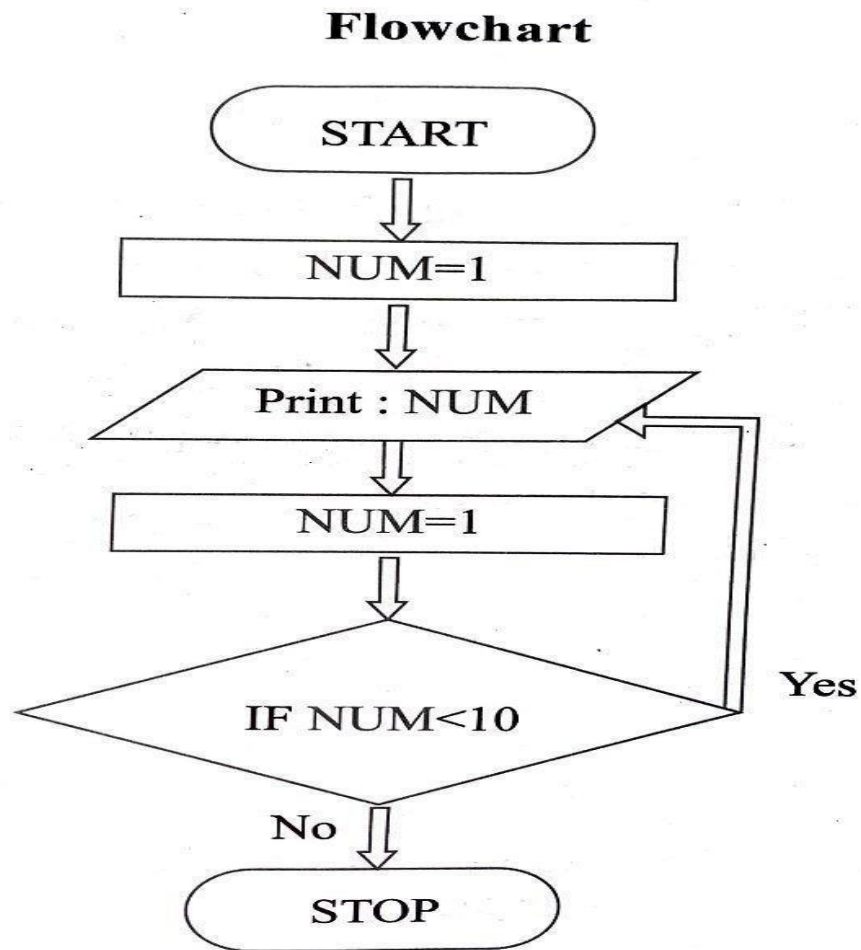 Flowchart
START
NUM=1
Print : NUM
NUM=1
IF NUM<10
Yes
No
STOP